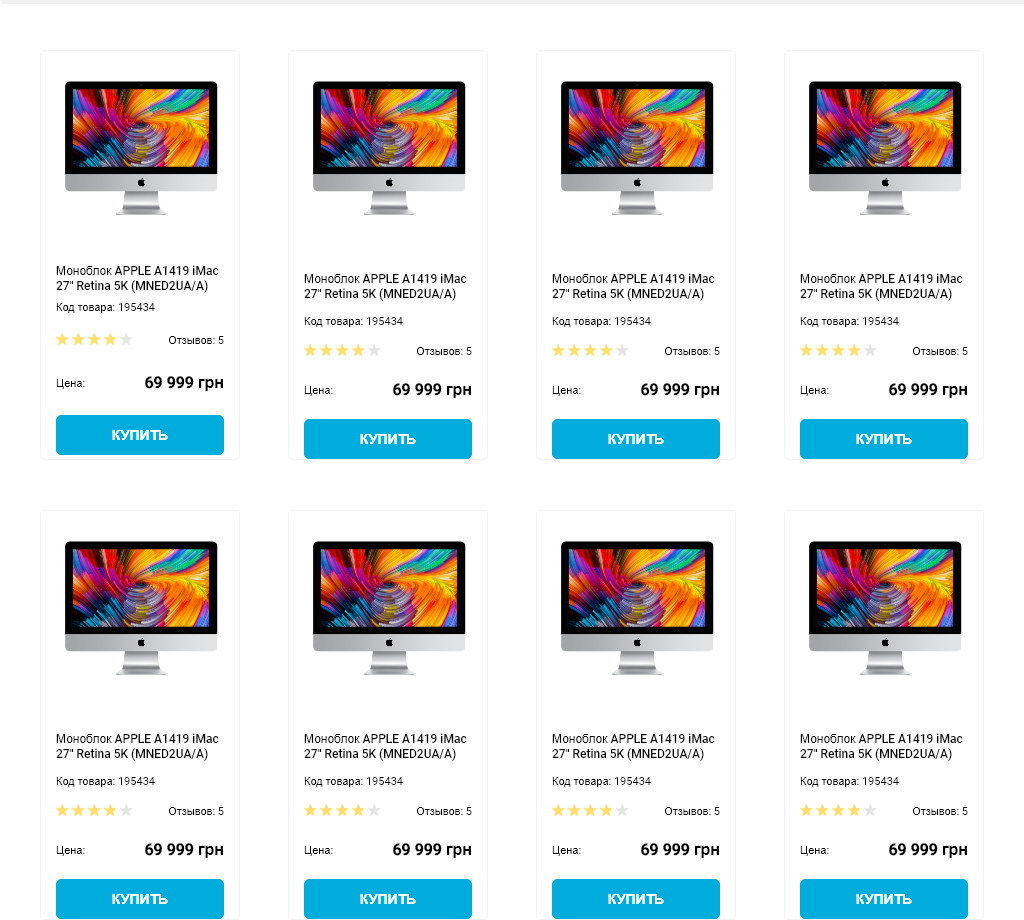 Моноблок APPLE A1419 iMac
27" Retina 5K (MNED2UA/A)
Код товара: 195434
Отзывов: 5
Цена: 69 999 грн
КУПИТЬ
Моноблок APPLE A1419 iMac
27" Retina 5K (MNED2UA/A)
Код товара: 195434
Отзывов: 5
Цена: 69 999 грн
КУПИТЬ
Моноблок APPLE A1419 iMac
27" Retina 5K (MNED2UA/A)
Код товара: 195434
Отзывов: 5
Цена: 69 999 грн
КУПИТЬ
Моноблок APPLE A1419 iMac
27" Retina 5K (MNED2UA/A)
Код товара: 195434
Отзывов: 5
Цена: 69 999 грн
КУПИТЬ
Моноблок APPLE A1419 iMac
27" Retina 5K (MNED2UA/A)
Код товара: 195434
Отзывов: 5
Цена: 69 999 грн
КУПИТЬ
Моноблок APPLE A1419 iMac
27" Retina 5K (MNED2UA/A)
Код товара: 195434
Отзывов: 5
Цена: 69 999 грн
КУПИТЬ
Моноблок APPLE A1419 iMac
27" Retina 5K (MNED2UA/A)
Код товара: 195434
Отзывов: 5
Цена: 69 999 грн
КУПИТЬ
Моноблок APPLE A1419 iMac
27" Retina 5K (MNED2UA/A)
Код товара: 195434
Отзывов: 5
Цена: 69 999 грн
КУПИТЬ